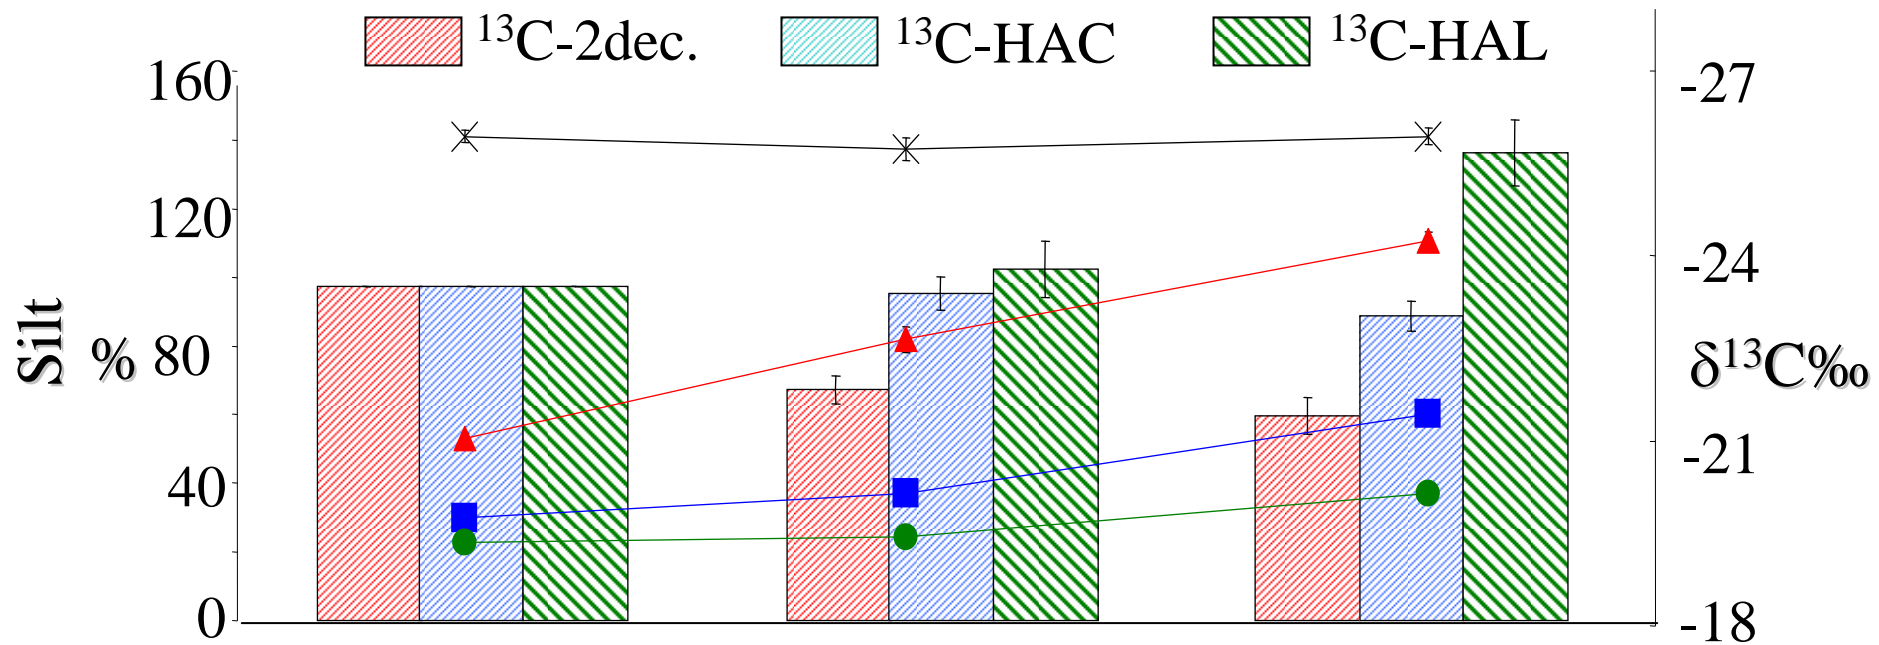 ¹³C-2dec.
¹³C-HAC
¹³C-HAL
160
120
% 80
40
0
Silt
-27
-24
-21
-18
δ¹³C‰